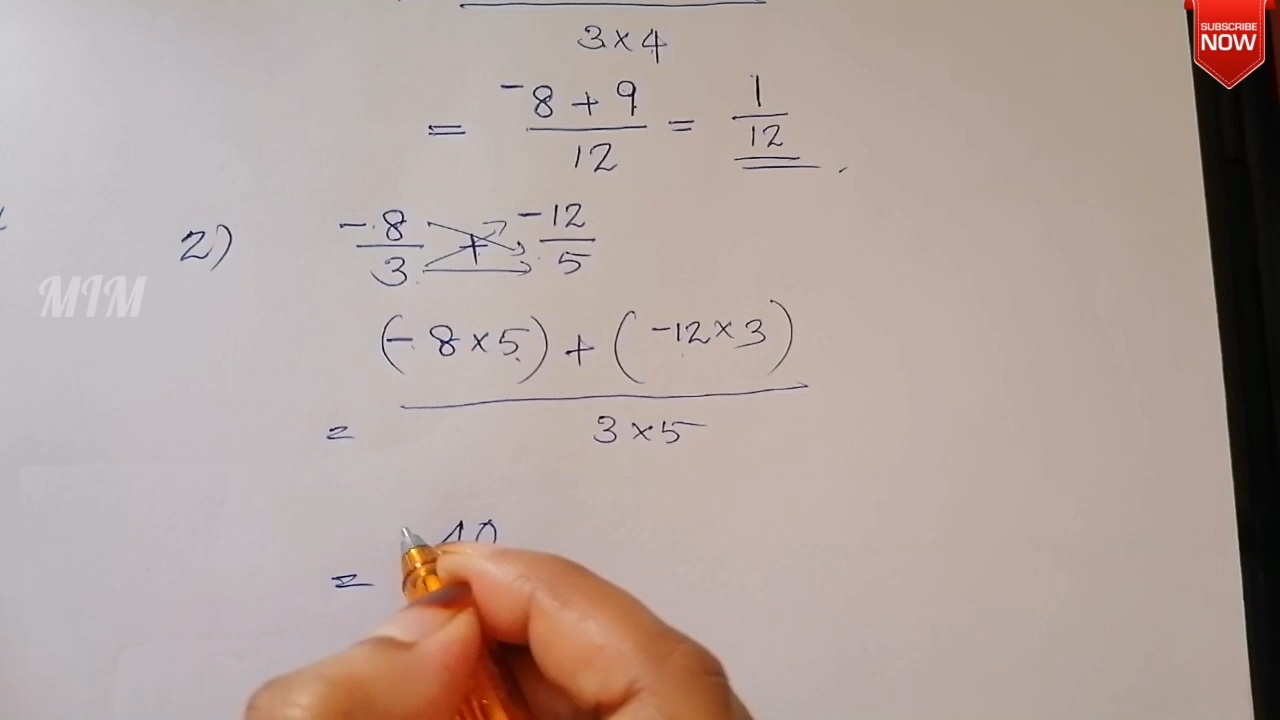 SUBSCRIBE
NOW
3 × 4
= -8 + 9 / 12 = 1 / 12 .
2) -8 / 3 + -12 / 5
= (-8 × 5) + (-12 × 3) / 3 × 5
= 40
MIM